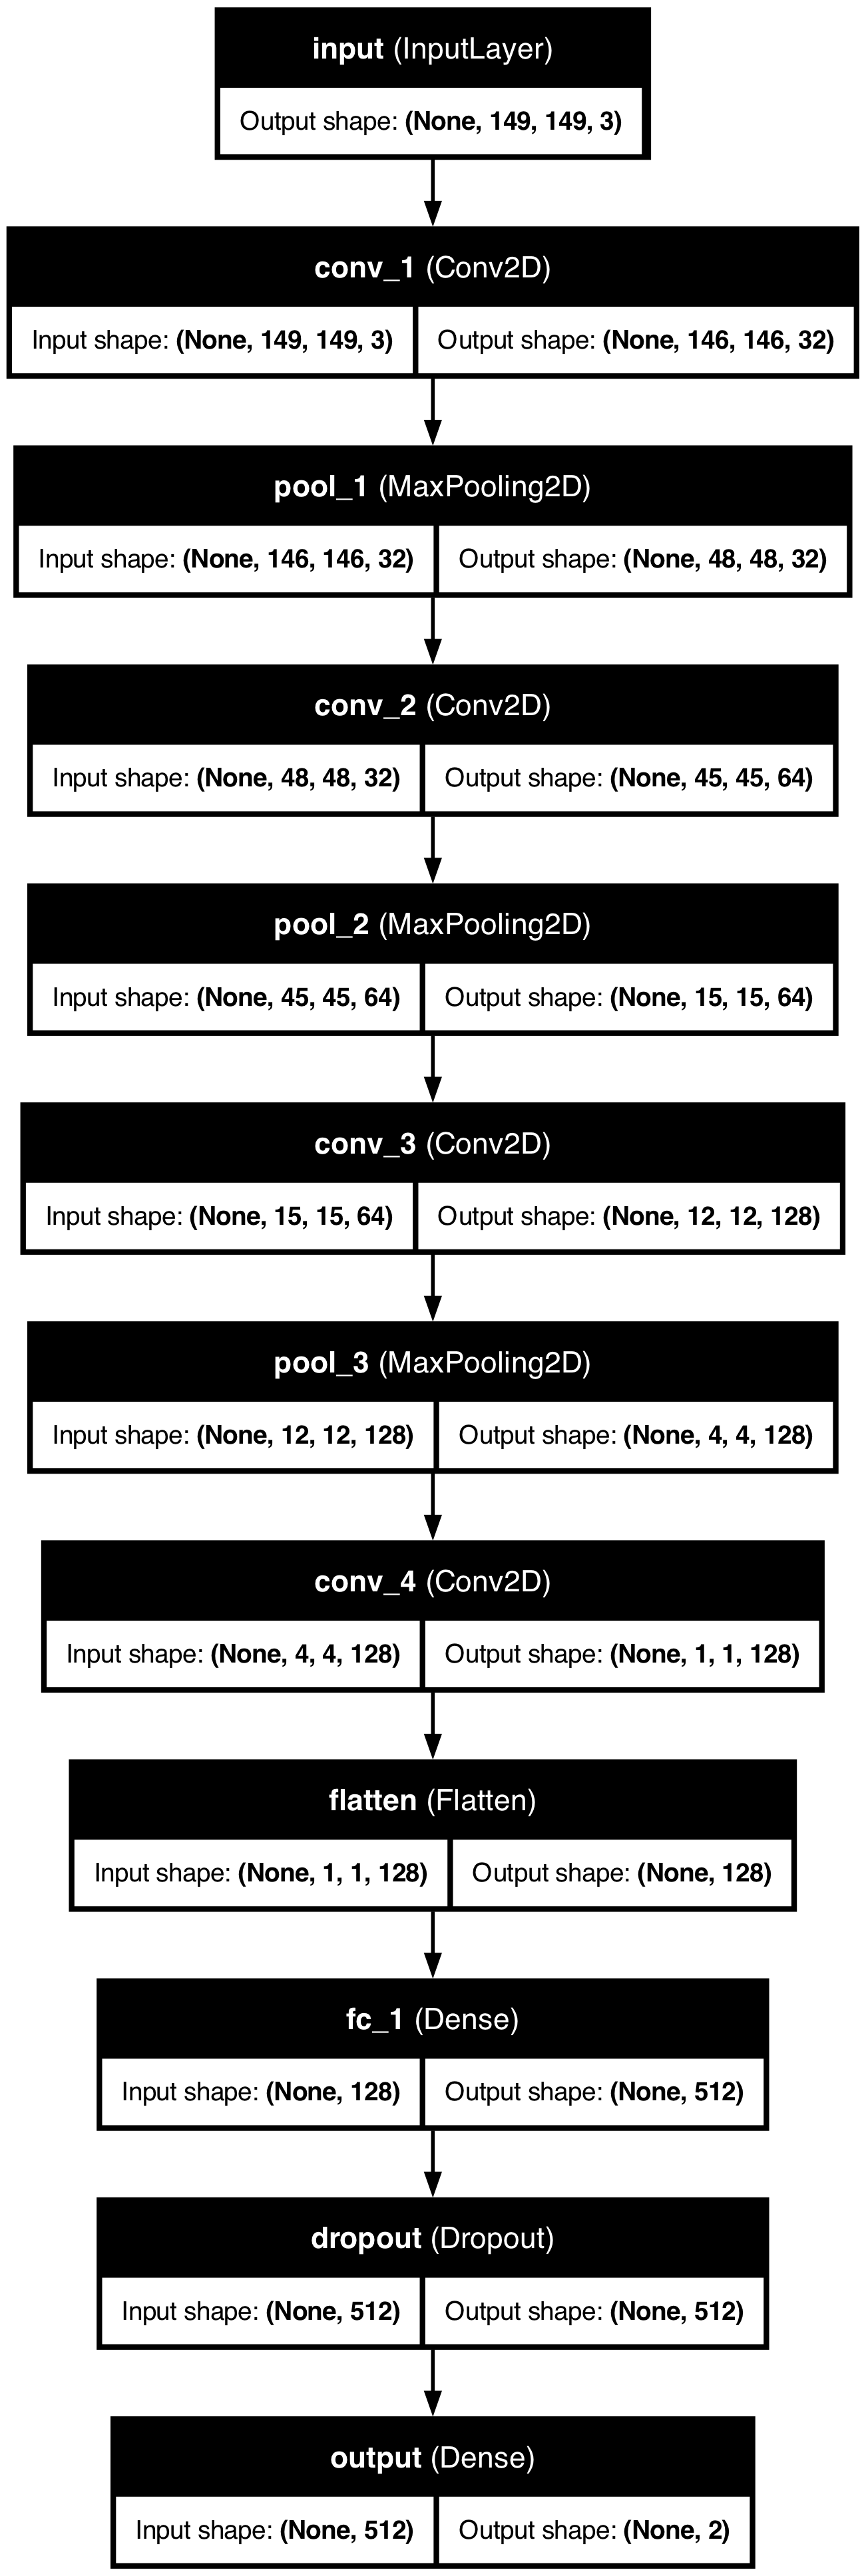 input (InputLayer)
Output shape: (None, 149, 149, 3)
conv_1 (Conv2D)
Input shape: (None, 149, 149, 3) Output shape: (None, 146, 146, 32)
pool_1 (MaxPooling2D)
Input shape: (None, 146, 146, 32) Output shape: (None, 48, 48, 32)
conv_2 (Conv2D)
Input shape: (None, 48, 48, 32) Output shape: (None, 45, 45, 64)
pool_2 (MaxPooling2D)
Input shape: (None, 45, 45, 64) Output shape: (None, 15, 15, 64)
conv_3 (Conv2D)
Input shape: (None, 15, 15, 64) Output shape: (None, 12, 12, 128)
pool_3 (MaxPooling2D)
Input shape: (None, 12, 12, 128) Output shape: (None, 4, 4, 128)
conv_4 (Conv2D)
Input shape: (None, 4, 4, 128) Output shape: (None, 1, 1, 128)
flatten (Flatten)
Input shape: (None, 1, 1, 128) Output shape: (None, 128)
fc_1 (Dense)
Input shape: (None, 128) Output shape: (None, 512)
dropout (Dropout)
Input shape: (None, 512) Output shape: (None, 512)
output (Dense)
Input shape: (None, 512) Output shape: (None, 2)